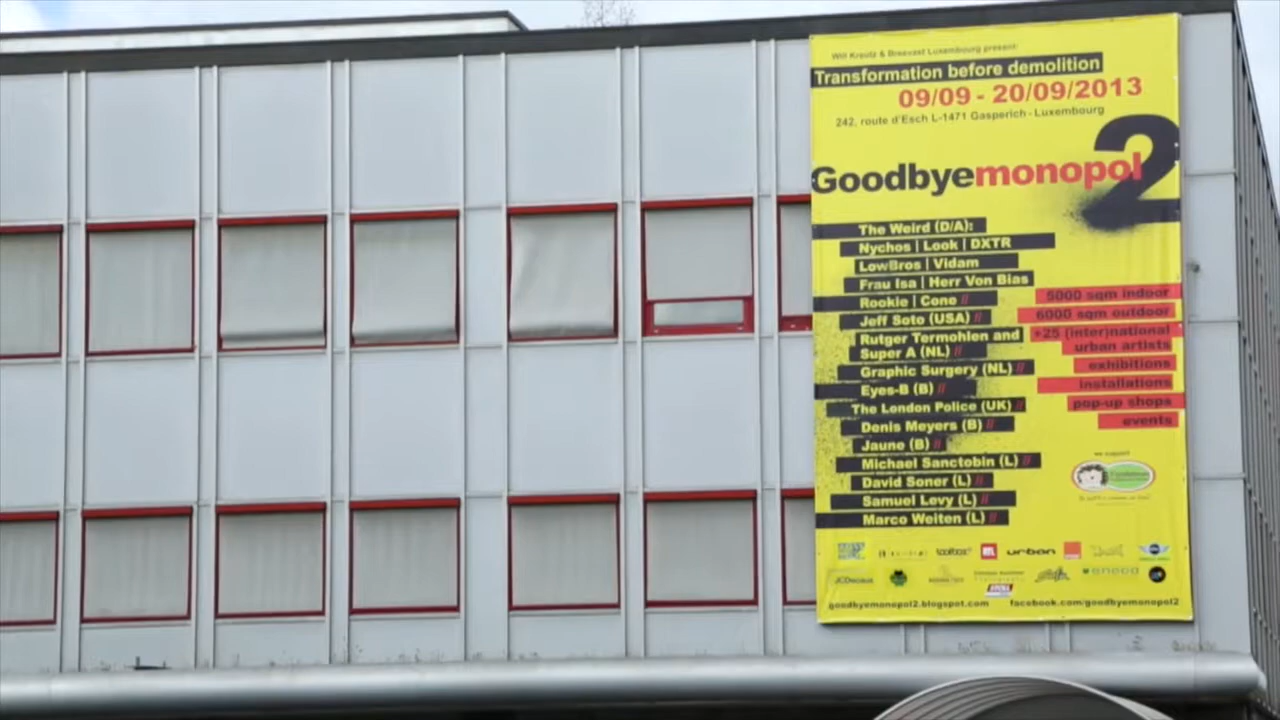 Will Kreutz & Breevast Luxembourg present:
Transformation before demolition
09/09 - 20/09/2013
242, route d'Esch L-1471 Gasperich - Luxembourg
Goodbyemonopol2
The Weird (D/A):
Nychos | Look | DXTR
LowBros | Vidam
Frau Isa | Herr Von Bias
Rookie | Cone //
Jeff Soto (USA) //
Rutger Termohlen and
Super A (NL) //
Graphic Surgery (NL) //
Eyes-B (B) //
The London Police (UK) //
Denis Meyers (B) //
Jaune (B) //
Michael Sanctobin (L) //
David Soner (L) //
Samuel Levy (L) //
Marco Weiten (L) //
5000 sqm indoor
6000 sqm outdoor
+25 (inter)national
urban artists
exhibitions
installations
pop-up shops
events
we support
toolbox
RTL
urban
JCDecaux
eneco
goodbyemonopol2.blogspot.com
facebook.com/goodbyemonopol2